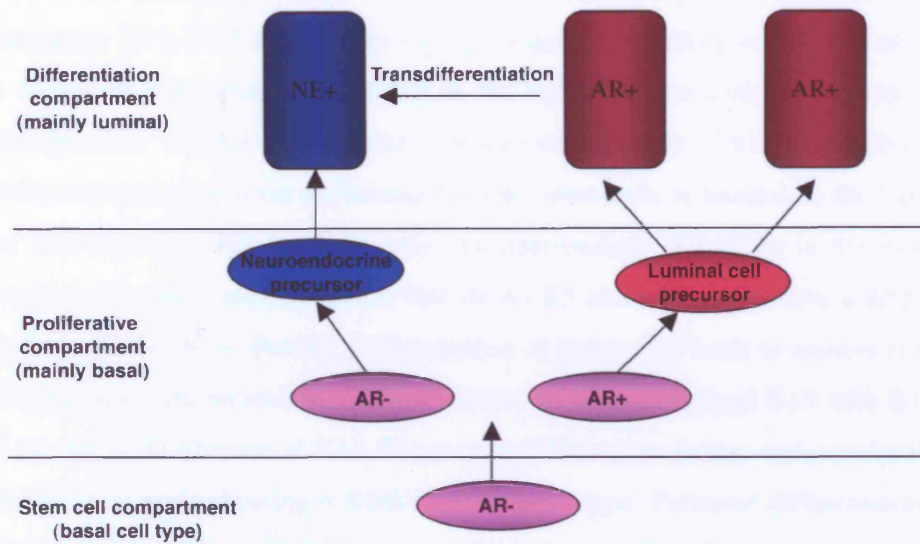 Differentiation
compartment
(mainly luminal)
NE+
Transdifferentiation
AR+
AR+
Neuroendocrine
precursor
Luminal cell
precursor
Proliferative
compartment
(mainly basal)
AR-
AR+
Stem cell compartment
(basal cell type)
AR-